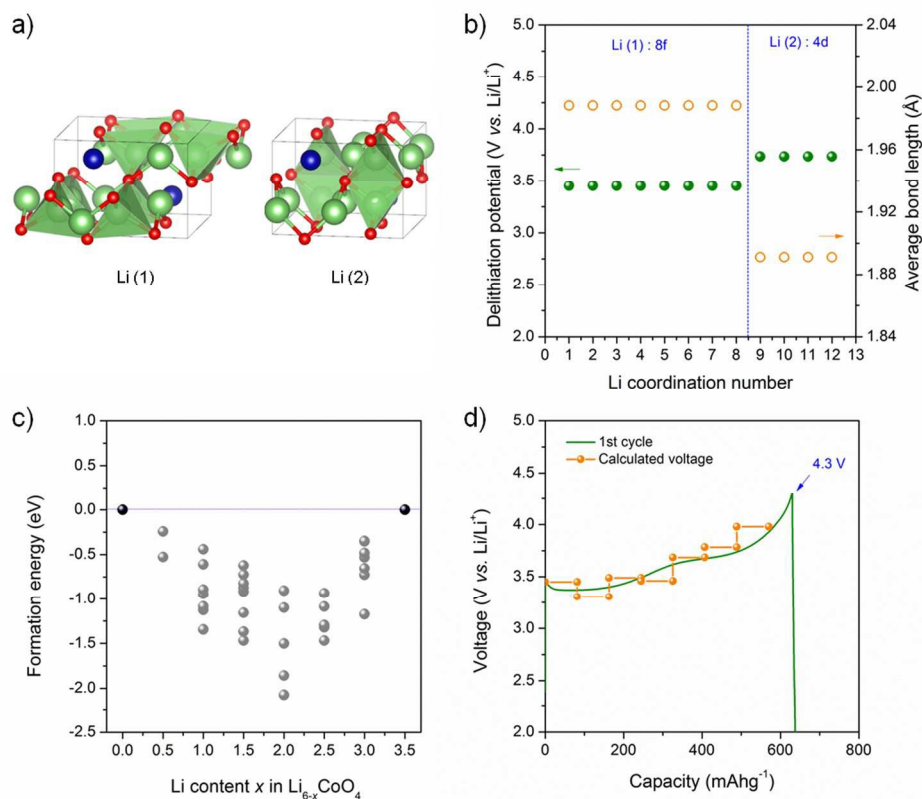 a)
Li (1)
Li (2)
b)
Li (1) : 8f
Li (2) : 4d
Delithiation potential (V vs. Li/Li+)
5.0
4.5
4.0
3.5
3.0
2.5
2.0
2.04
2.00
1.96
1.92
1.88
1.84
Average bond length (Å)
0 1 2 3 4 5 6 7 8 9 10 11 12 13
Li coordination number
c)
Formation energy (eV)
1.0
0.5
0.0
-0.5
-1.0
-1.5
-2.0
-2.5
0.0 0.5 1.0 1.5 2.0 2.5 3.0 3.5
Li content x in Li6-xCoO4
d)
Voltage (V vs. Li/Li+)
5.0
4.5
4.0
3.5
3.0
2.5
2.0
1st cycle
Calculated voltage
4.3 V
0 200 400 600 800
Capacity (mAhg-1)